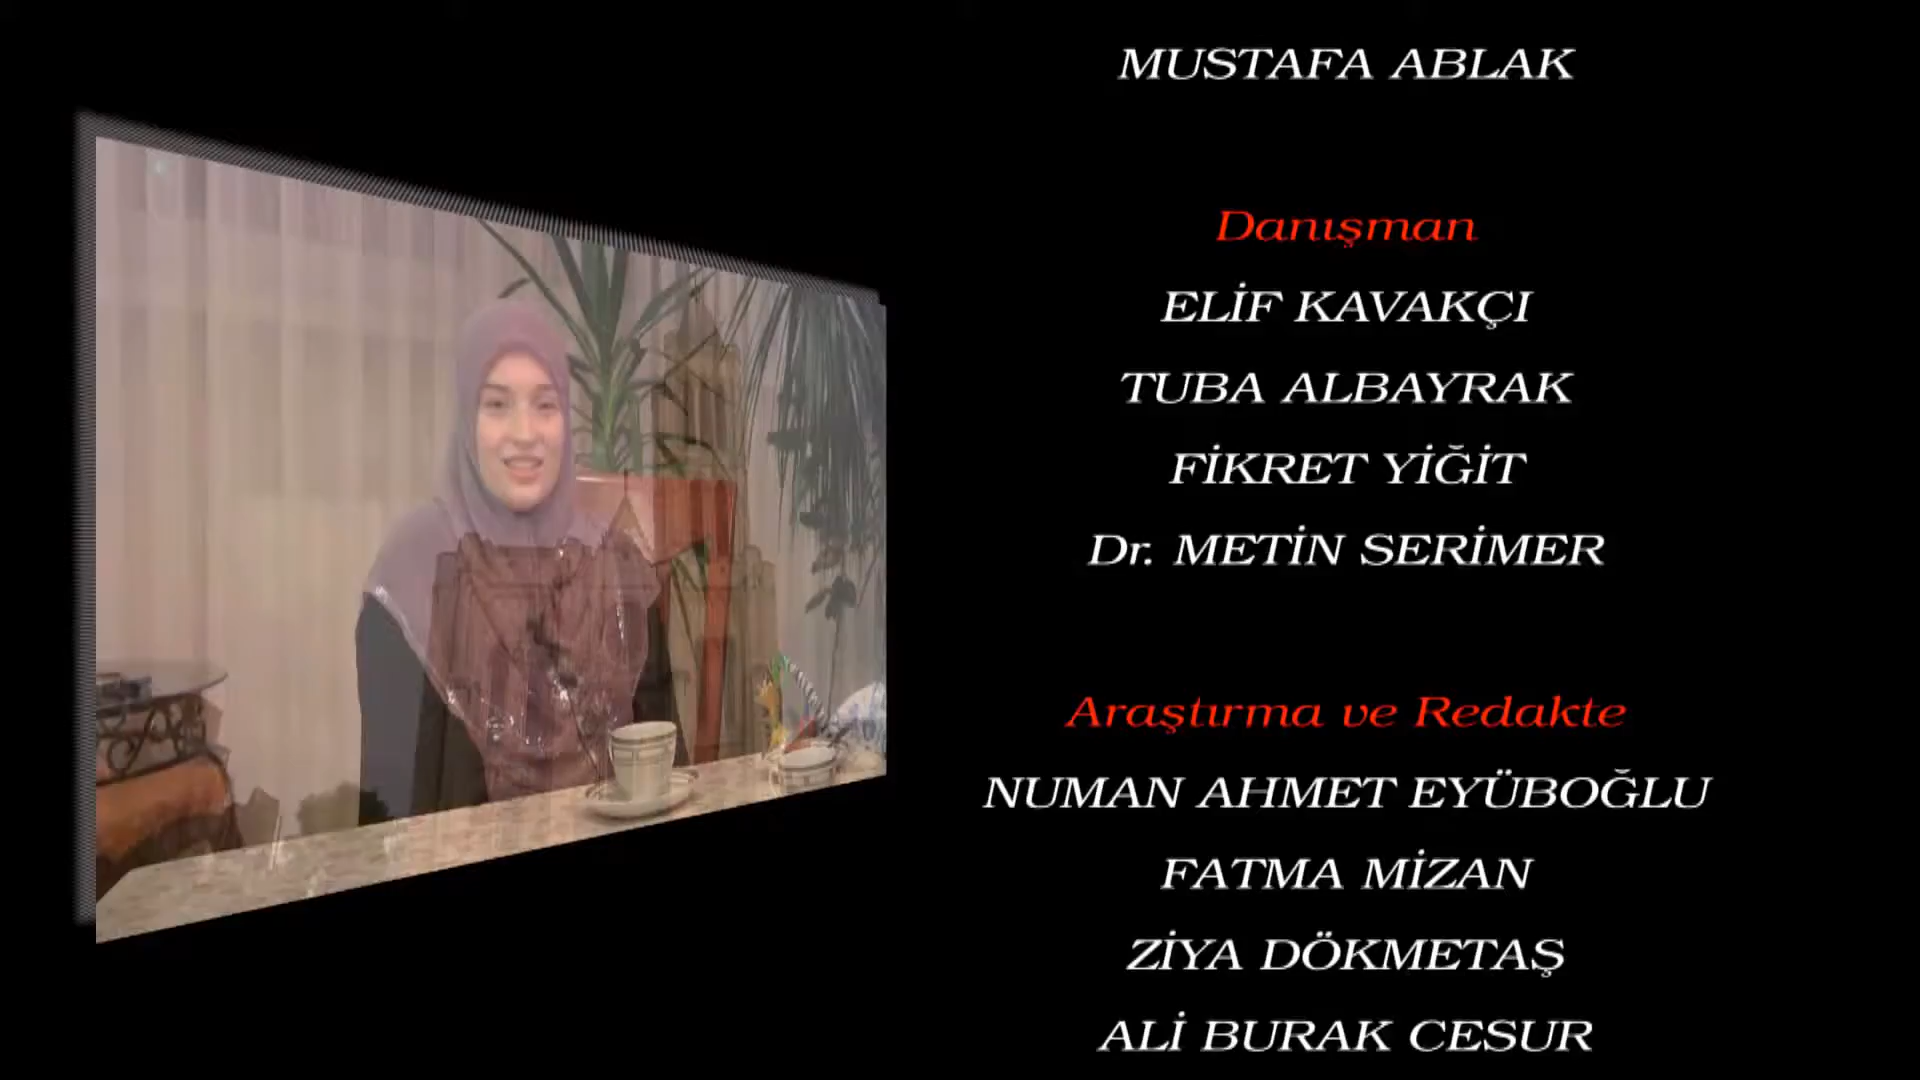 MUSTAFA ABLAK
Danışman
ELİF KAVAKÇI
TUBA ALBAYRAK
FİKRET YİĞİT
Dr. METİN SERİMER
Araştırma ve Redakte
NUMAN AHMET EYÜBOĞLU
FATMA MİZAN
ZİYA DÖKMETAŞ
ALİ BURAK CESUR